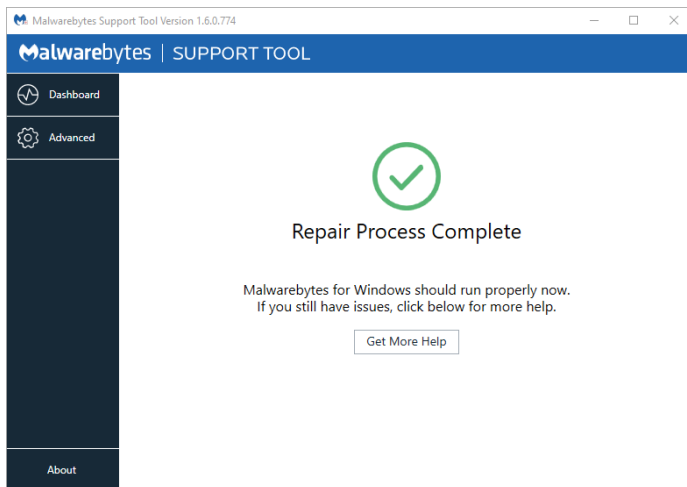 Malwarebytes Support Tool Version 1.6.0.774
Malwarebytes | SUPPORT TOOL
Dashboard
Advanced
Repair Process Complete
Malwarebytes for Windows should run properly now.
If you still have issues, click below for more help.
Get More Help
About